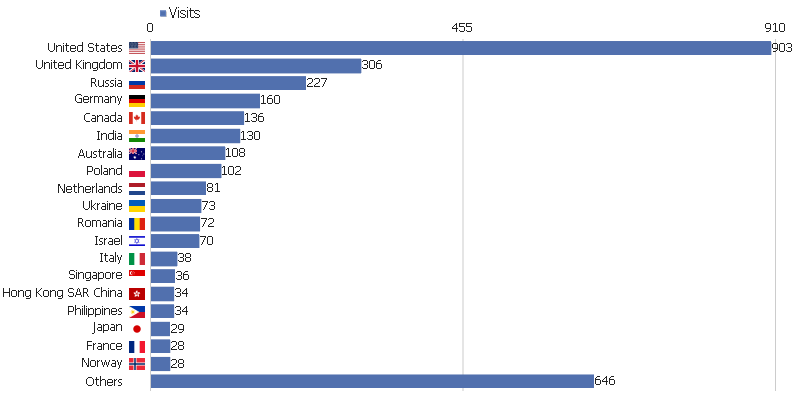 Visits
0 455 910
United States 903
United Kingdom 306
Russia 227
Germany 160
Canada 136
India 130
Australia 108
Poland 102
Netherlands 81
Ukraine 73
Romania 72
Israel 70
Italy 38
Singapore 36
Hong Kong SAR China 34
Philippines 34
Japan 29
France 28
Norway 28
Others 646